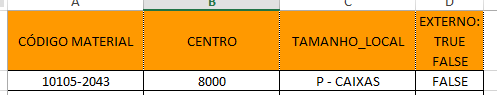 A B C D
CÓDIGO MATERIAL CENTRO TAMANHO_LOCAL EXTERNO:
TRUE
FALSE
10105-2043 8000 P - CAIXAS FALSE